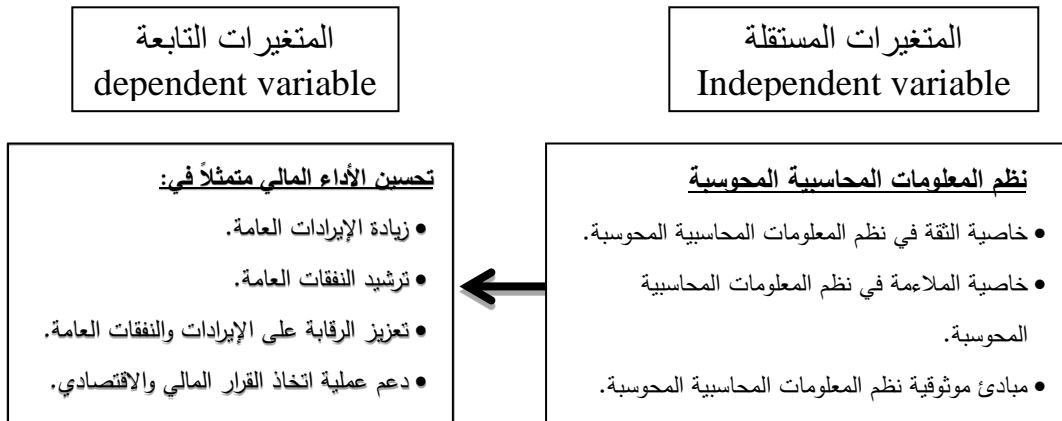 المتغيرات المستقلة
Independent variable
المتغيرات التابعة
dependent variable
نظم المعلومات المحاسبية المحوسبة
• خاصية الثقة في نظم المعلومات المحاسبية المحوسبة.
• خاصية الملاءمة في نظم المعلومات المحاسبية
المحوسبة.
• مبادئ موثوقية نظم المعلومات المحاسبية المحوسبة.
تحسين الأداء المالي متمثلاً في:
• زيادة الإيرادات العامة.
• ترشيد النفقات العامة.
• تعزيز الرقابة على الإيرادات والنفقات العامة.
• دعم عملية اتخاذ القرار المالي والاقتصادي.